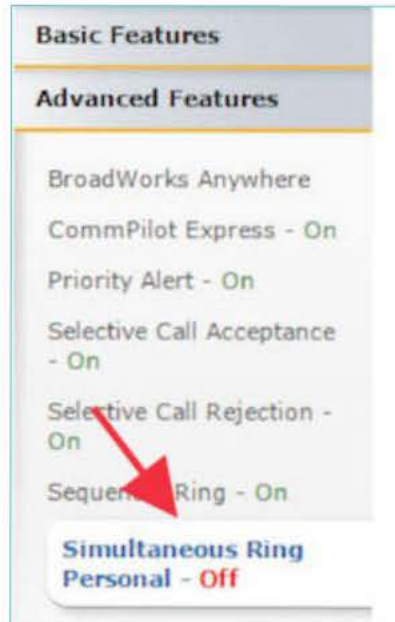 Basic Features
Advanced Features
BroadWorks Anywhere
CommPilot Express - On
Priority Alert - On
Selective Call Acceptance
- On
Selective Call Rejection -
On
Ring - On
Simultaneous Ring
Personal - Off